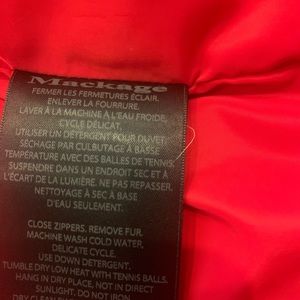 Mackage
FERMER LES FERMETURES ÉCLAIR.
ENLEVER LA FOURRURE.
LAVER À LA MACHINE À L'EAU FROIDE,
CYCLE DÉLICAT.
UTILISER UN DÉTERGENT POUR DUVET.
SÉCHAGE PAR CULBUTAGE À BASSE
TEMPÉRATURE AVEC DES BALLES DE TENNIS.
SUSPENDRE DANS UN ENDROIT SEC ET À
L'ÉCART DE LA LUMIÈRE. NE PAS REPASSER.
NETTOYAGE À SEC À BASE
D'EAU SEULEMENT.
CLOSE ZIPPERS. REMOVE FUR.
MACHINE WASH COLD WATER,
DELICATE CYCLE.
USE DOWN DETERGENT.
TUMBLE DRY LOW HEAT WITH TENNIS BALLS.
HANG IN DRY PLACE, NOT IN DIRECT
SUNLIGHT. DO NOT IRON.
DRY CLEAN